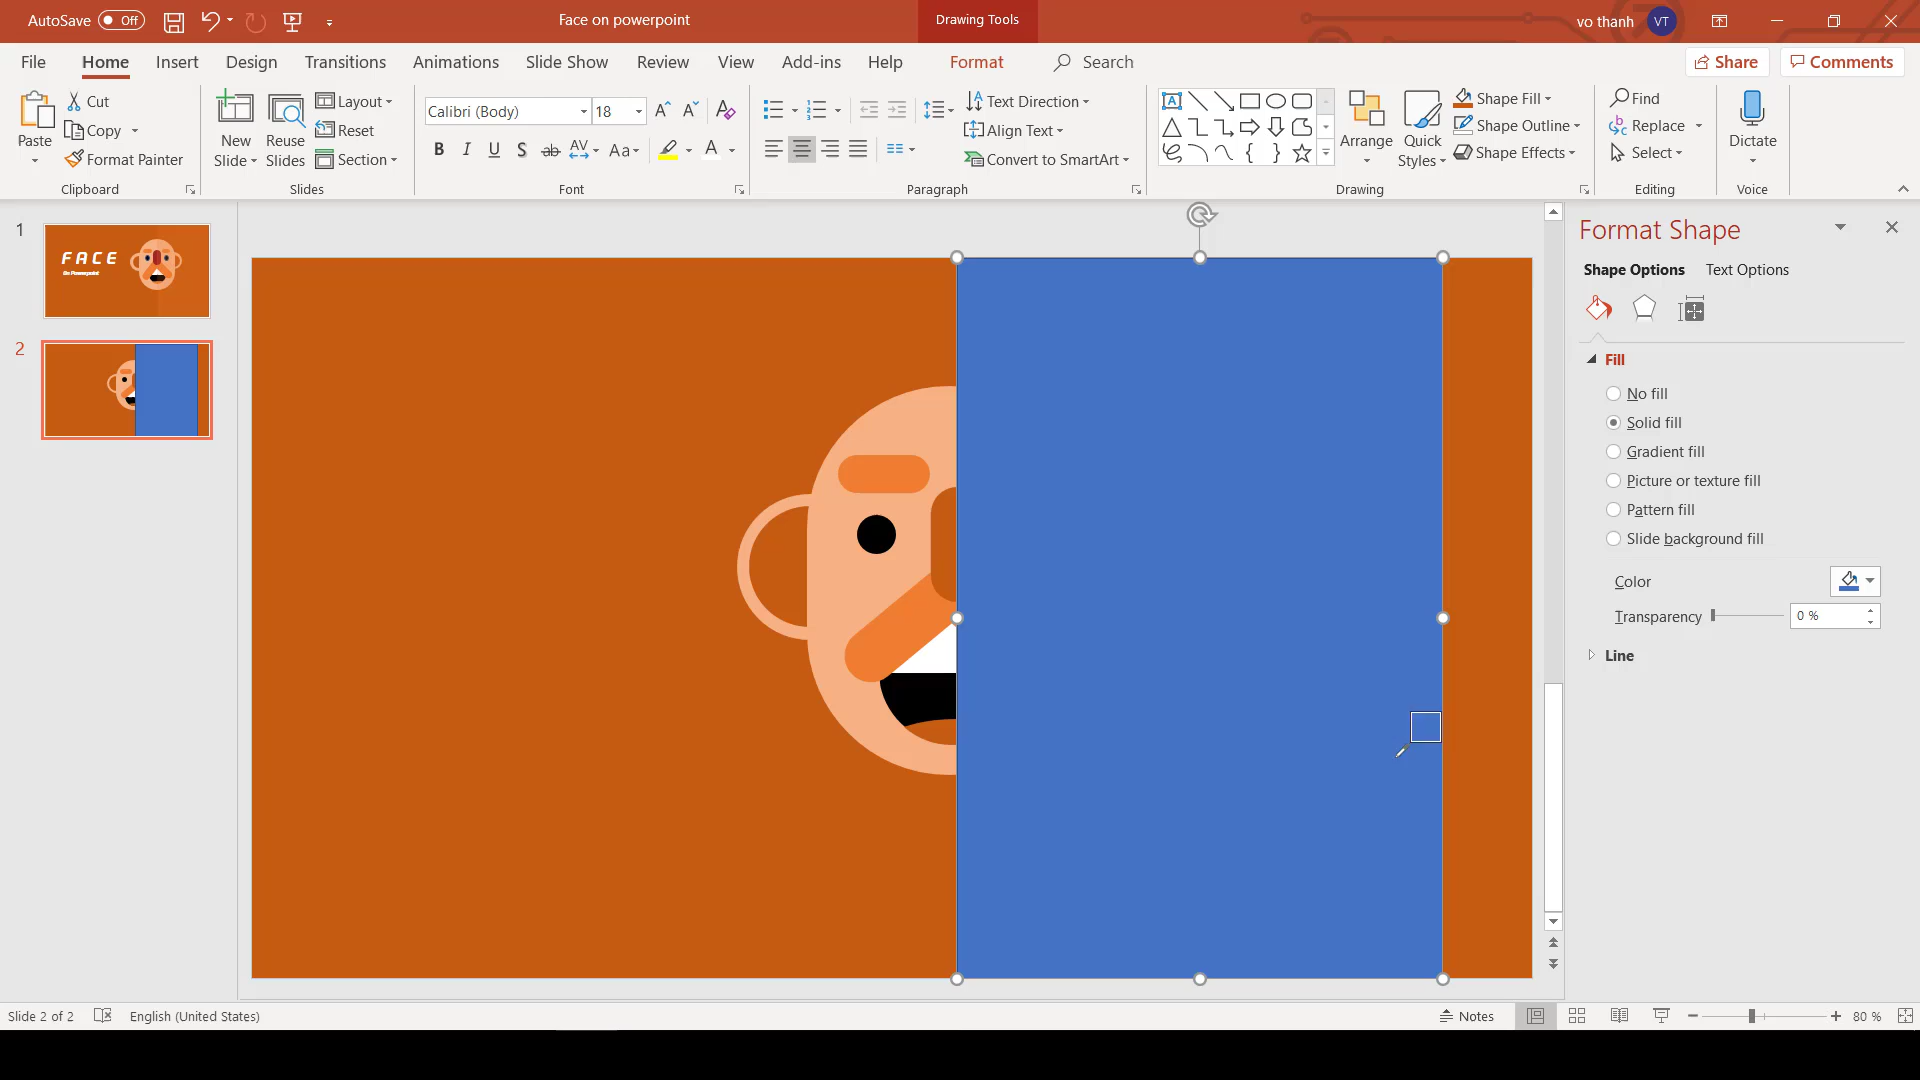 AutoSave Off
Face on powerpoint
Drawing Tools
vo thanh VT
File Home Insert Design Transitions Animations Slide Show Review View Add-ins Help Format Search
Share Comments
Paste
Cut
Copy
Format Painter
Clipboard
New Slide
Reuse Slides
Layout
Reset
Section
Slides
Calibri (Body) 18
B I U S ab AV Aa A
Font
Text Direction
Align Text
Convert to SmartArt
Paragraph
Arrange
Quick Styles
Shape Fill
Shape Outline
Shape Effects
Drawing
Find
Replace
Select
Editing
Dictate
Voice
1
FACE
On Powerpoint
2
Format Shape
Shape Options Text Options
Fill
No fill
Solid fill
Gradient fill
Picture or texture fill
Pattern fill
Slide background fill
Color
Transparency 0 %
Line
Slide 2 of 2 English (United States)
Notes
80 %